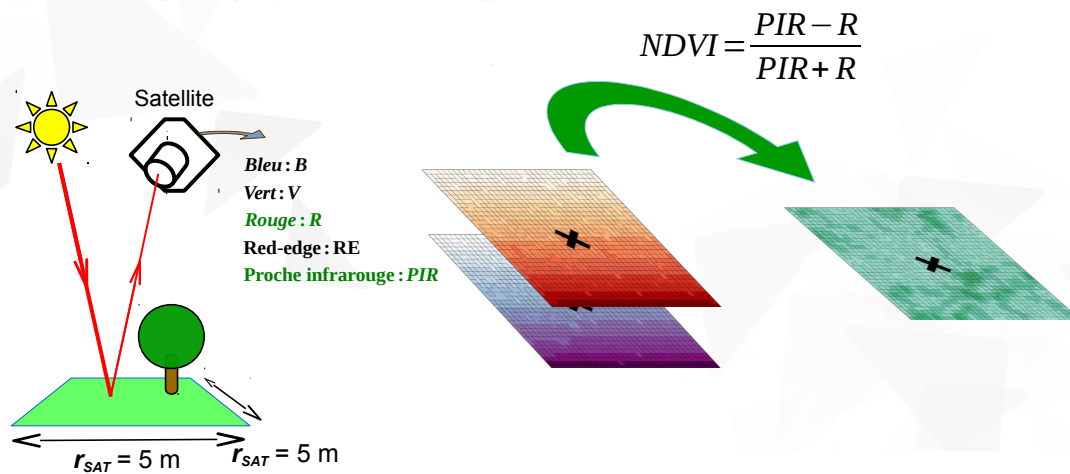 NDVI = PIR − R / PIR + R
Satellite
Bleu : B
Vert : V
Rouge : R
Red-edge : RE
Proche infrarouge : PIR
rSAT = 5 m
rSAT = 5 m